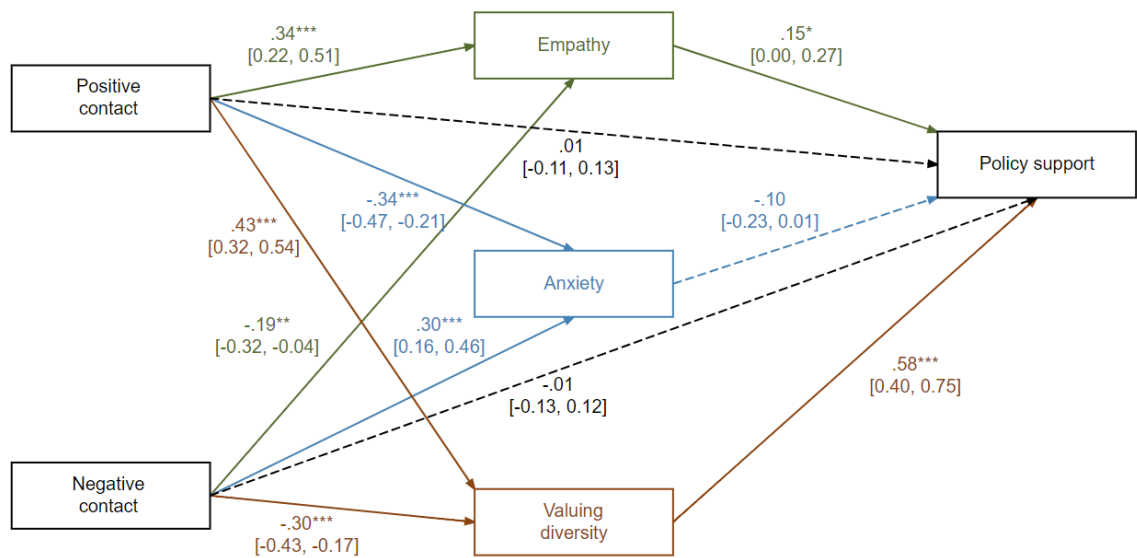 .34***
[0.22, 0.51]
Empathy
.15*
[0.00, 0.27]
Positive
contact
.01
[-0.11, 0.13]
Policy support
-.34***
[-0.47, -0.21]
-.10
[-0.23, 0.01]
.43***
[0.32, 0.54]
Anxiety
-.19**
[-0.32, -0.04]
.30***
[0.16, 0.46]
-.01
[-0.13, 0.12]
.58***
[0.40, 0.75]
Negative
contact
-.30***
[-0.43, -0.17]
Valuing
diversity